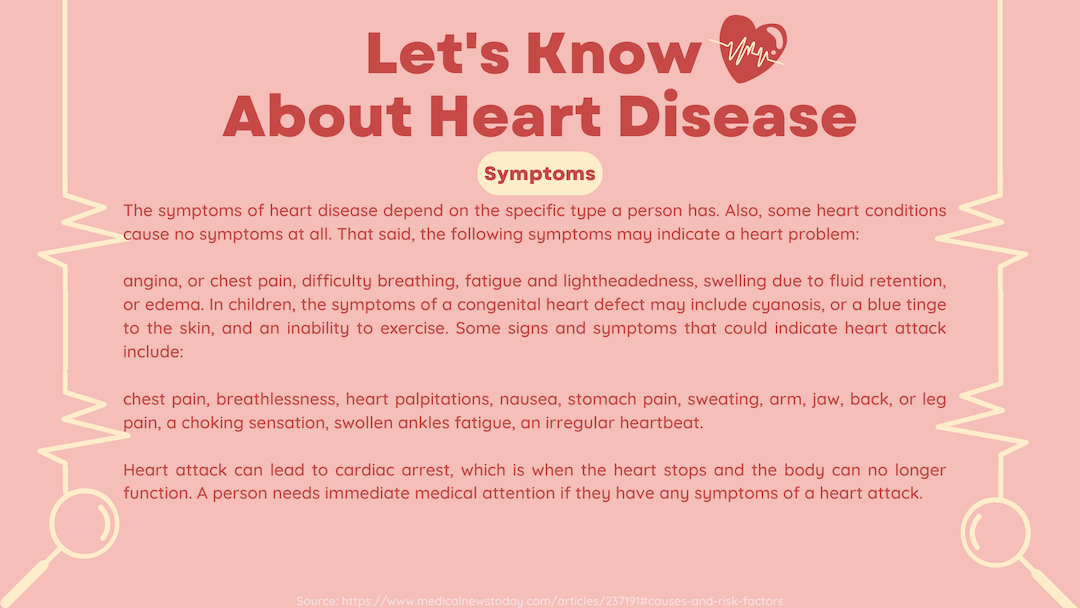 Let's Know
About Heart Disease
Symptoms
The symptoms of heart disease depend on the specific type a person has. Also, some heart conditions
cause no symptoms at all. That said, the following symptoms may indicate a heart problem:
angina, or chest pain, difficulty breathing, fatigue and lightheadedness, swelling due to fluid retention,
or edema. In children, the symptoms of a congenital heart defect may include cyanosis, or a blue tinge
to the skin, and an inability to exercise. Some signs and symptoms that could indicate heart attack
include:
chest pain, breathlessness, heart palpitations, nausea, stomach pain, sweating, arm, jaw, back, or leg
pain, a choking sensation, swollen ankles fatigue, an irregular heartbeat.
Heart attack can lead to cardiac arrest, which is when the heart stops and the body can no longer
function. A person needs immediate medical attention if they have any symptoms of a heart attack.
Source: https://www.medicalnewstoday.com/articles/237191#causes-and-risk-factors